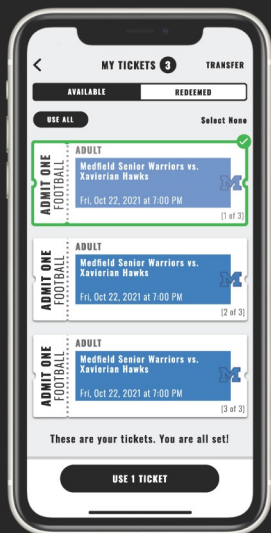 MY TICKETS 3
TRANSFER
AVAILABLE
REDEEMED
USE ALL
Select None
ADMIT ONE
FOOTBALL
ADULT
Medfield Senior Warriors vs.
Xavierian Hawks
Fri, Oct 22, 2021 at 7:00 PM
M
[1 of 3]
ADMIT ONE
FOOTBALL
ADULT
Medfield Senior Warriors vs.
Xavierian Hawks
Fri, Oct 22, 2021 at 7:00 PM
M
[2 of 3]
ADMIT ONE
FOOTBALL
ADULT
Medfield Senior Warriors vs.
Xavierian Hawks
Fri, Oct 22, 2021 at 7:00 PM
M
[3 of 3]
These are your tickets. You are all set!
USE 1 TICKET